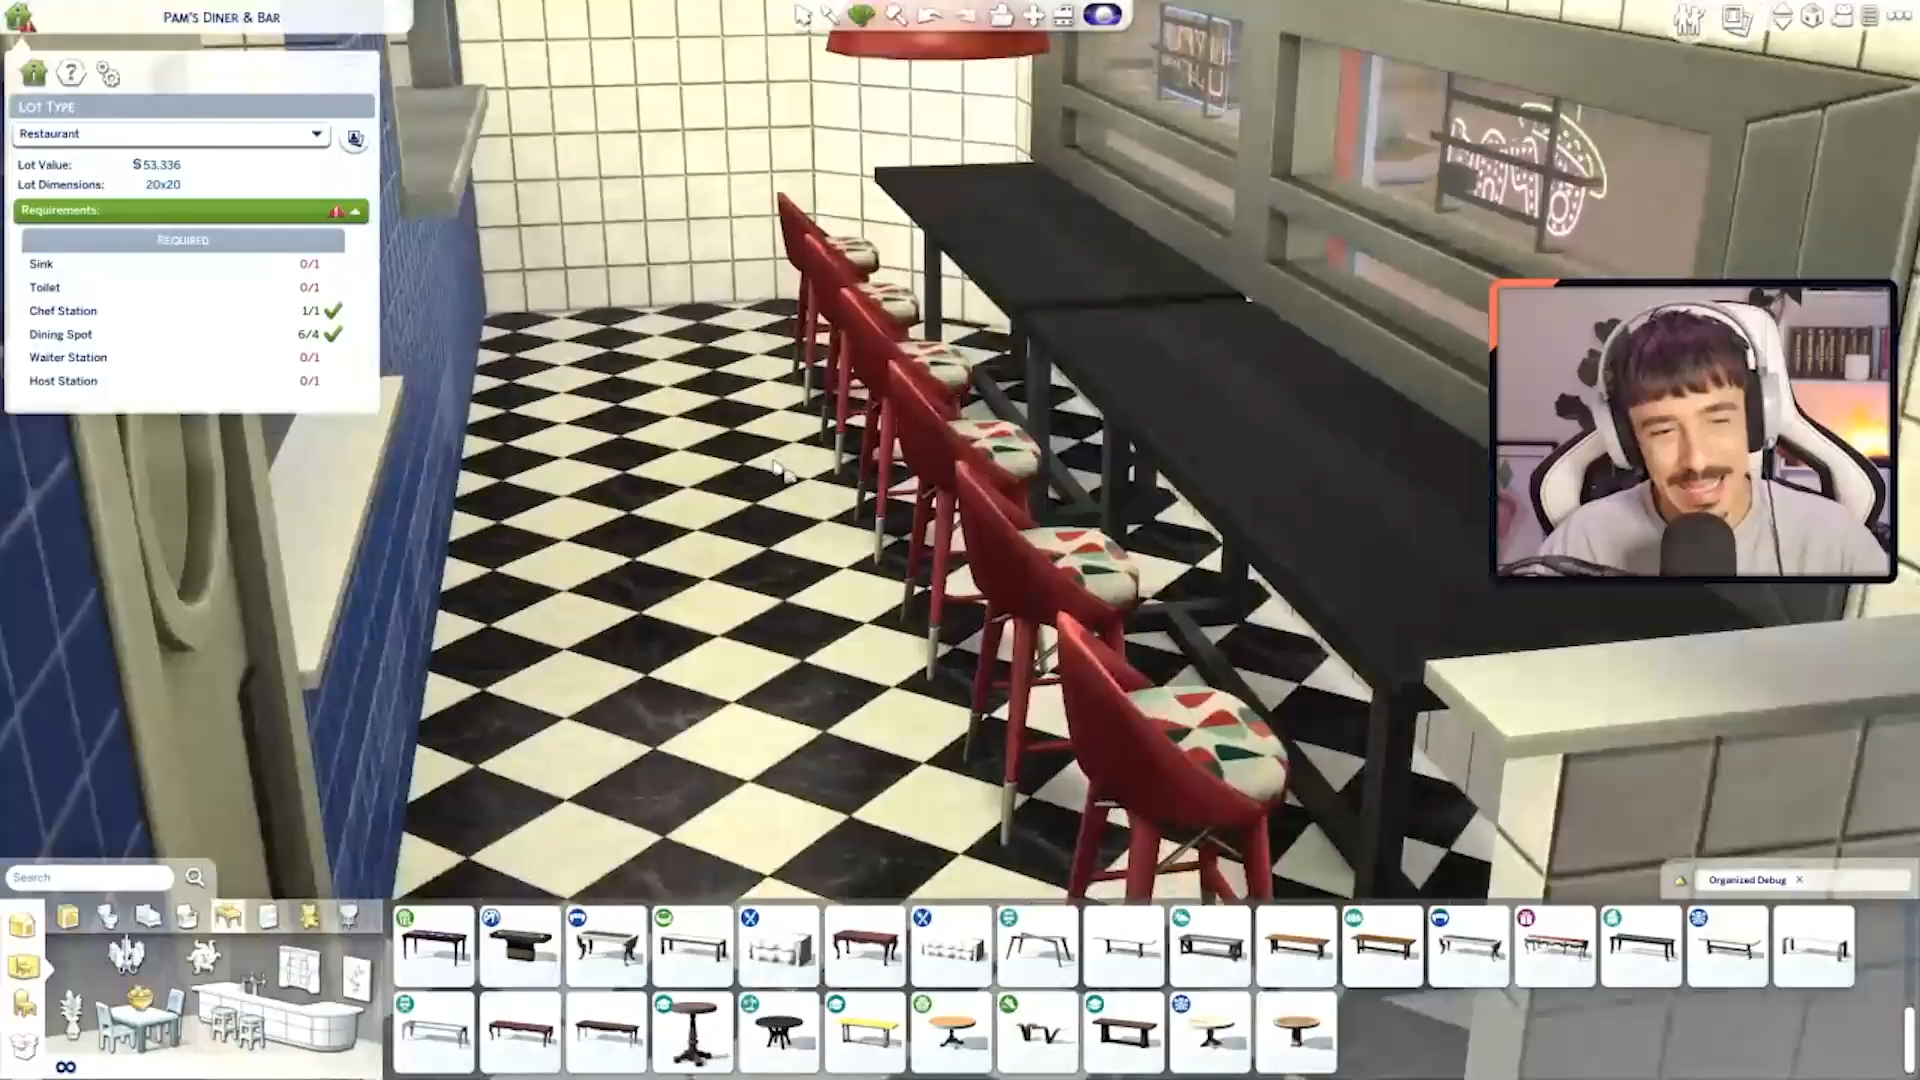 PAM'S DINER & BAR
LOT TYPE
Restaurant
Lot Value: §53,336
Lot Dimensions: 20x20
Requirements:
REQUIRED
Sink 0/1
Toilet 0/1
Chef Station 1/1
Dining Spot 6/4
Waiter Station 0/1
Host Station 0/1
Search
Organized Debug